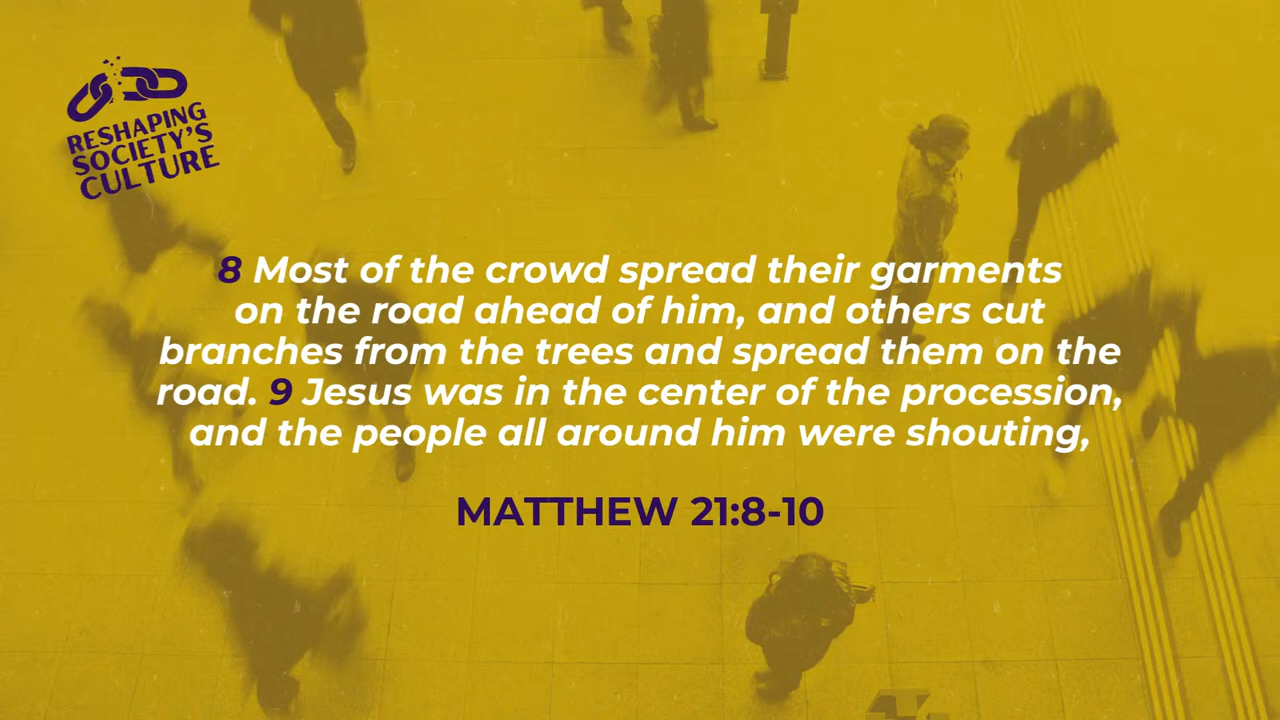 RESHAPING
SOCIETY'S
CULTURE
8 Most of the crowd spread their garments
on the road ahead of him, and others cut
branches from the trees and spread them on the
road. 9 Jesus was in the center of the procession,
and the people all around him were shouting,
MATTHEW 21:8-10